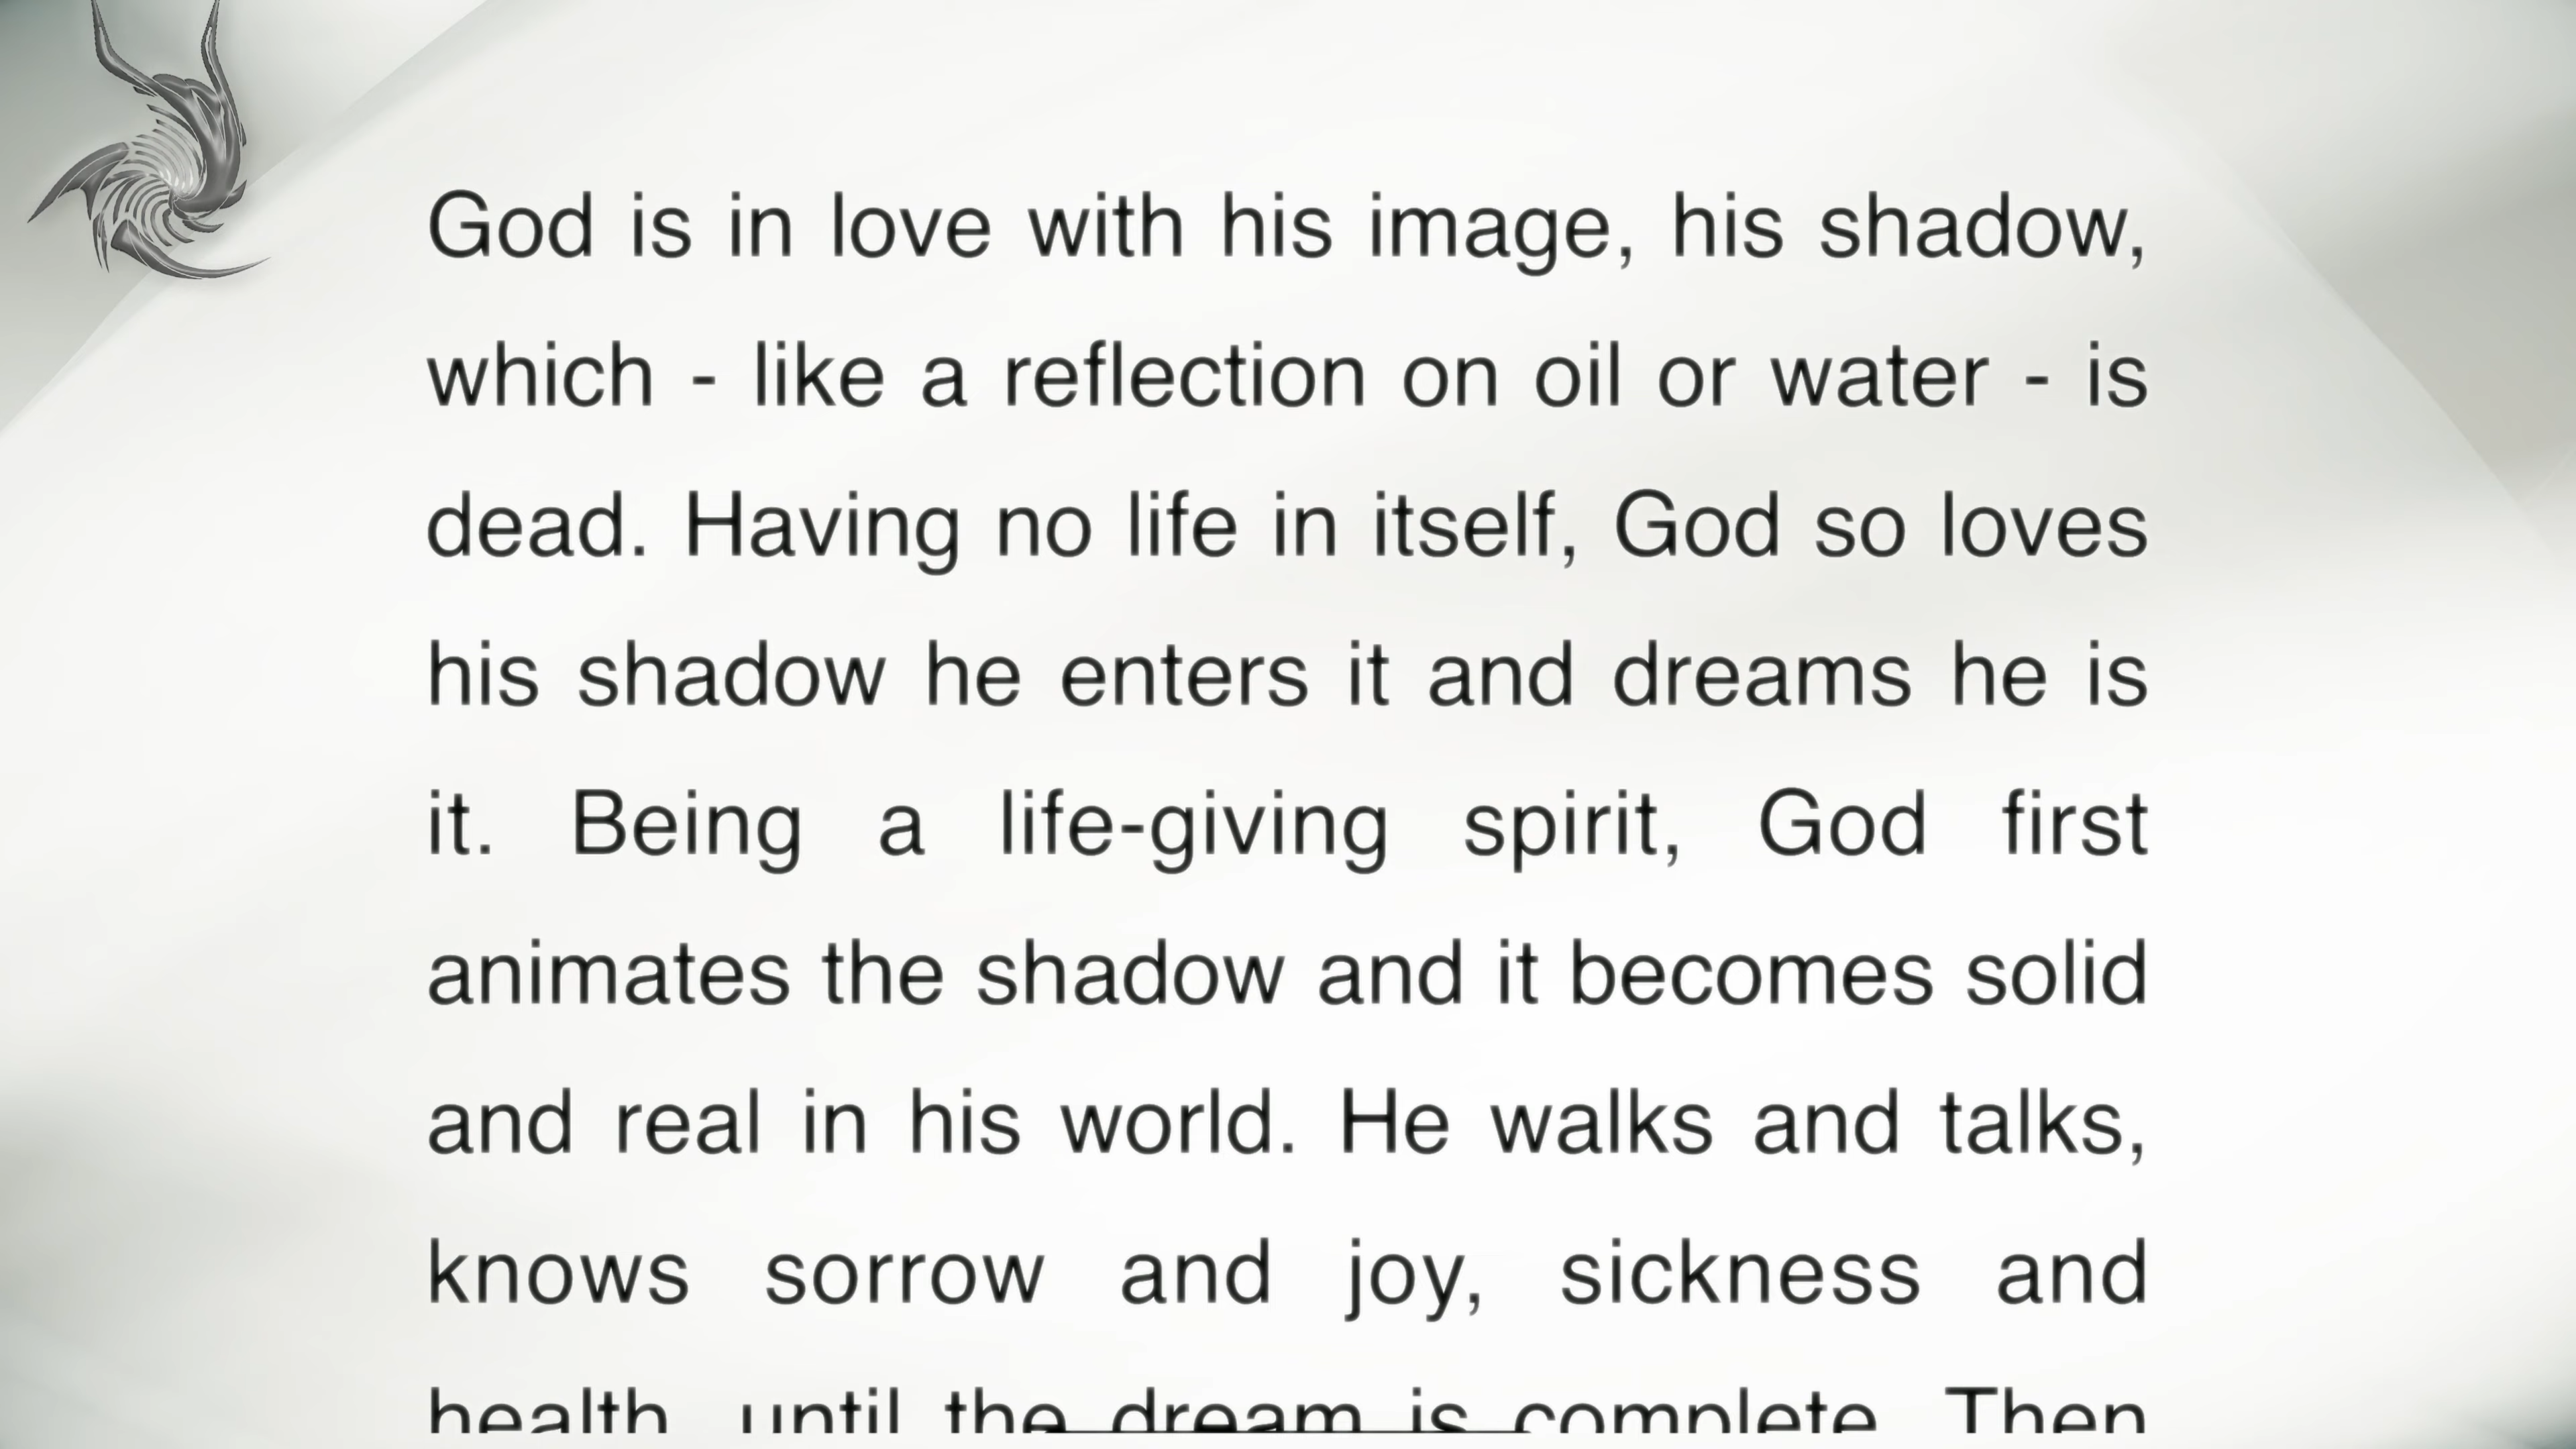 God is in love with his image, his shadow,
which - like a reflection on oil or water - is
dead. Having no life in itself, God so loves
his shadow he enters it and dreams he is
it. Being a life-giving spirit, God first
animates the shadow and it becomes solid
and real in his world. He walks and talks,
knows sorrow and joy, sickness and
health until the dream is complete Then